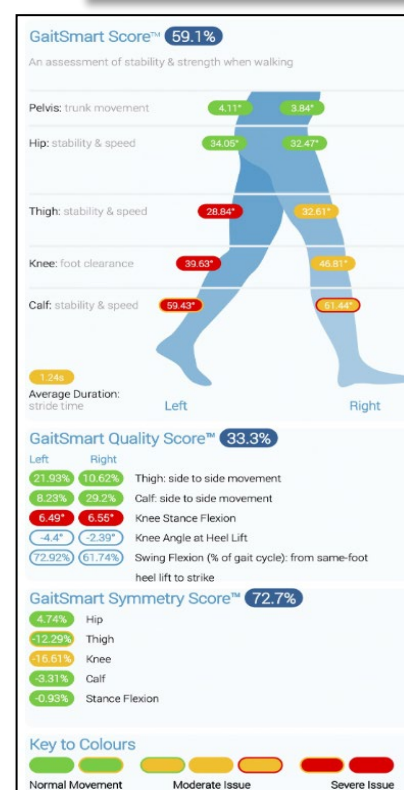 GaitSmart Score™ 59.1%
An assessment of stability & strength when walking
Pelvis: trunk movement 4.11° 3.84°
Hip: stability & speed 34.05° 32.47°
Thigh: stability & speed 28.84° 32.61°
Knee: foot clearance 39.63° 46.81°
Calf: stability & speed 59.43° 61.44°
1.24s
Average Duration:
stride time
Left Right
GaitSmart Quality Score™ 33.3%
Left Right
21.93% 10.62% Thigh: side to side movement
8.23% 29.2% Calf: side to side movement
6.49° 6.55° Knee Stance Flexion
-4.4° -2.39° Knee Angle at Heel Lift
72.92% 61.74% Swing Flexion (% of gait cycle): from same-foot
heel lift to strike
GaitSmart Symmetry Score™ 72.7%
4.74% Hip
-12.29% Thigh
-16.61% Knee
-3.31% Calf
-0.93% Stance Flexion
Key to Colours
Normal Movement Moderate Issue Severe Issue